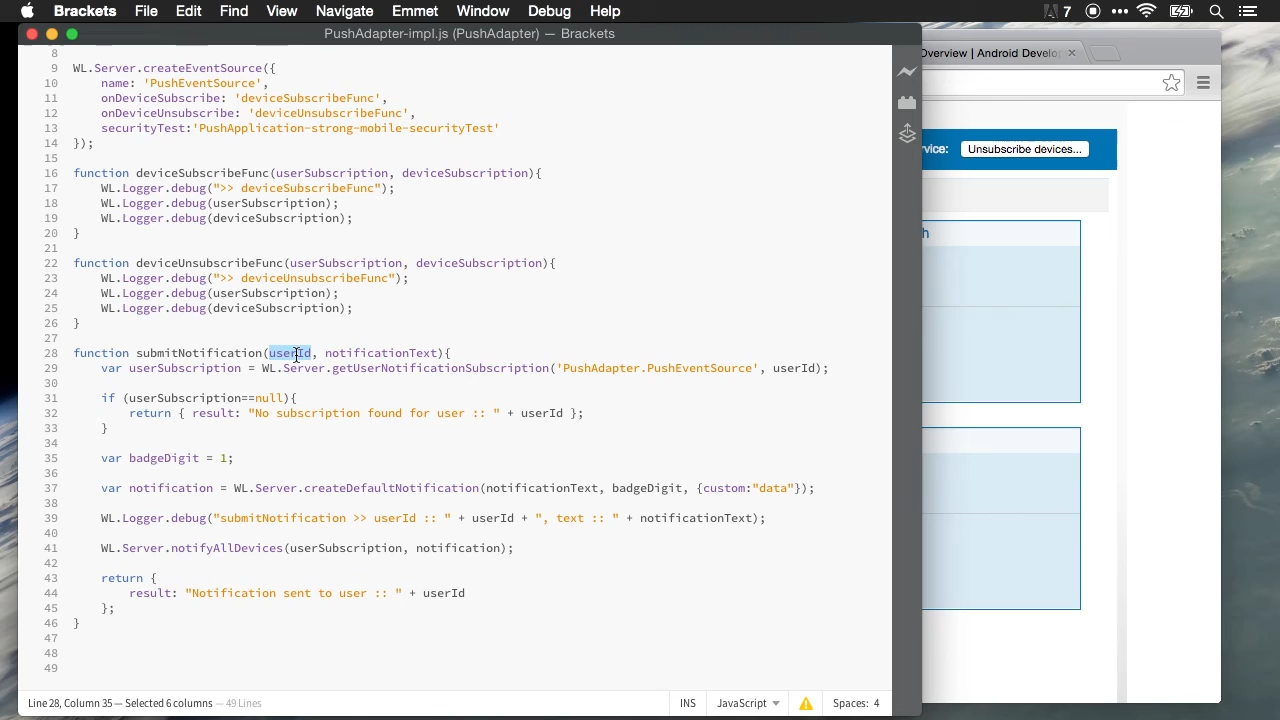 Brackets File Edit Find View Navigate Emmet Window Debug Help 7
PushAdapter-impl.js (PushAdapter) — Brackets
8
9 WL.Server.createEventSource({
10 name: 'PushEventSource',
11 onDeviceSubscribe: 'deviceSubscribeFunc',
12 onDeviceUnsubscribe: 'deviceUnsubscribeFunc',
13 securityTest:'PushApplication-strong-mobile-securityTest'
14 });
15
16 function deviceSubscribeFunc(userSubscription, deviceSubscription){
17 WL.Logger.debug(">> deviceSubscribeFunc");
18 WL.Logger.debug(userSubscription);
19 WL.Logger.debug(deviceSubscription);
20 }
21
22 function deviceUnsubscribeFunc(userSubscription, deviceSubscription){
23 WL.Logger.debug(">> deviceUnsubscribeFunc");
24 WL.Logger.debug(userSubscription);
25 WL.Logger.debug(deviceSubscription);
26 }
27
28 function submitNotification(userId, notificationText){
29 var userSubscription = WL.Server.getUserNotificationSubscription('PushAdapter.PushEventSource', userId);
30
31 if (userSubscription==null){
32 return { result: "No subscription found for user :: " + userId };
33 }
34
35 var badgeDigit = 1;
36
37 var notification = WL.Server.createDefaultNotification(notificationText, badgeDigit, {custom:"data"});
38
39 WL.Logger.debug("submitNotification >> userId :: " + userId + ", text :: " + notificationText);
40
41 WL.Server.notifyAllDevices(userSubscription, notification);
42
43 return {
44 result: "Notification sent to user :: " + userId
45 };
46 }
47
48
49
Line 28, Column 35 — Selected 6 columns — 49 Lines INS JavaScript Spaces: 4
Overview | Android Develo
vice: Unsubscribe devices...
h